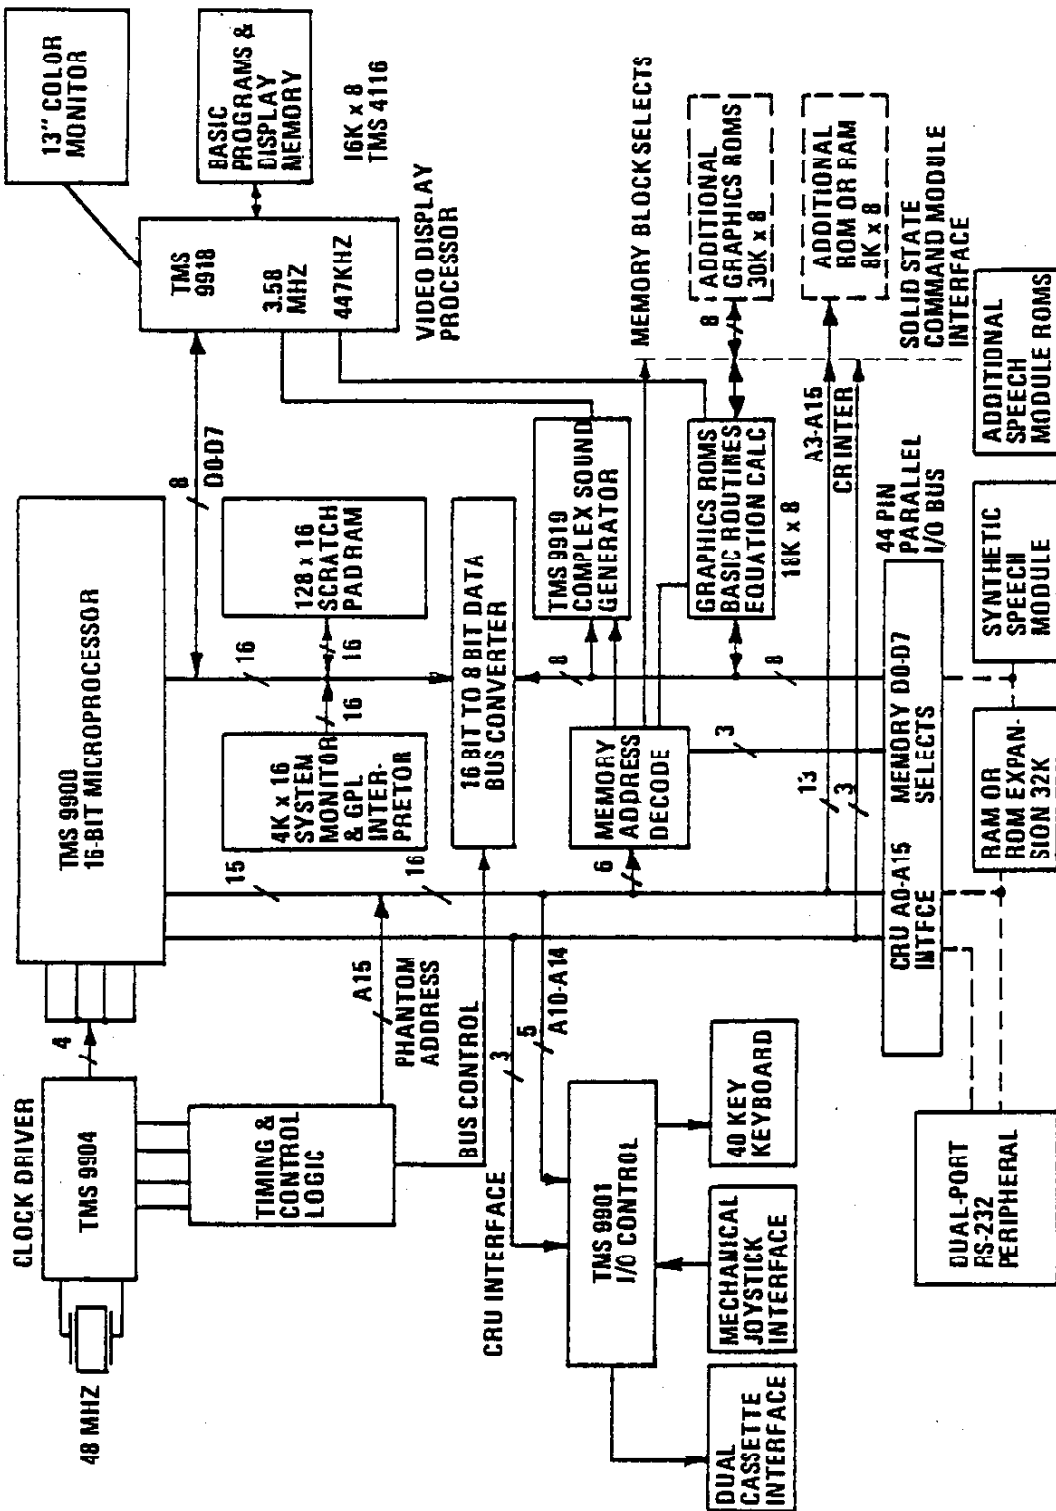 48 MHZ
CLOCK DRIVER
TMS 9904
4
TIMING &
CONTROL
LOGIC
TMS 9900
16-BIT MICROPROCESSOR
13" COLOR
MONITOR
TMS
9918
3.58
MHZ
447KHZ
VIDEO DISPLAY
PROCESSOR
BASIC
PROGRAMS &
DISPLAY
MEMORY
16K x 8
TMS 4116
8
D0-D7
A15
PHANTOM
ADDRESS
BUS CONTROL
15
16
4K x 16
SYSTEM
MONITOR
& GPL
INTER-
PRETOR
16
16
16
128 x 16
SCRATCH
PADRAM
16 BIT TO 8 BIT DATA
BUS CONVERTER
CRU INTERFACE
3
5
A10-A14
TMS 9901
I/O CONTROL
DUAL
CASSETTE
INTERFACE
MECHANICAL
JOYSTICK
INTERFACE
40 KEY
KEYBOARD
6
MEMORY
ADDRESS
DECODE
3
8
TMS 9919
COMPLEX SOUND
GENERATOR
GRAPHICS ROMS
BASIC ROUTINES
EQUATION CALC
18K x 8
8
MEMORY BLOCK SELECTS
8
ADDITIONAL
GRAPHICS ROMS
30K x 8
ADDITIONAL
ROM OR RAM
8K x 8
13
A3-A15
3
CR INTER
SOLID STATE
COMMAND MODULE
INTERFACE
CRU A0-A15
INTFCE
MEMORY D0-D7
SELECTS
44 PIN
PARALLEL
I/O BUS
DUAL-PORT
RS-232
PERIPHERAL
RAM OR
ROM EXPAN-
SION 32K
SYNTHETIC
SPEECH
MODULE
ADDITIONAL
SPEECH
MODULE ROMS